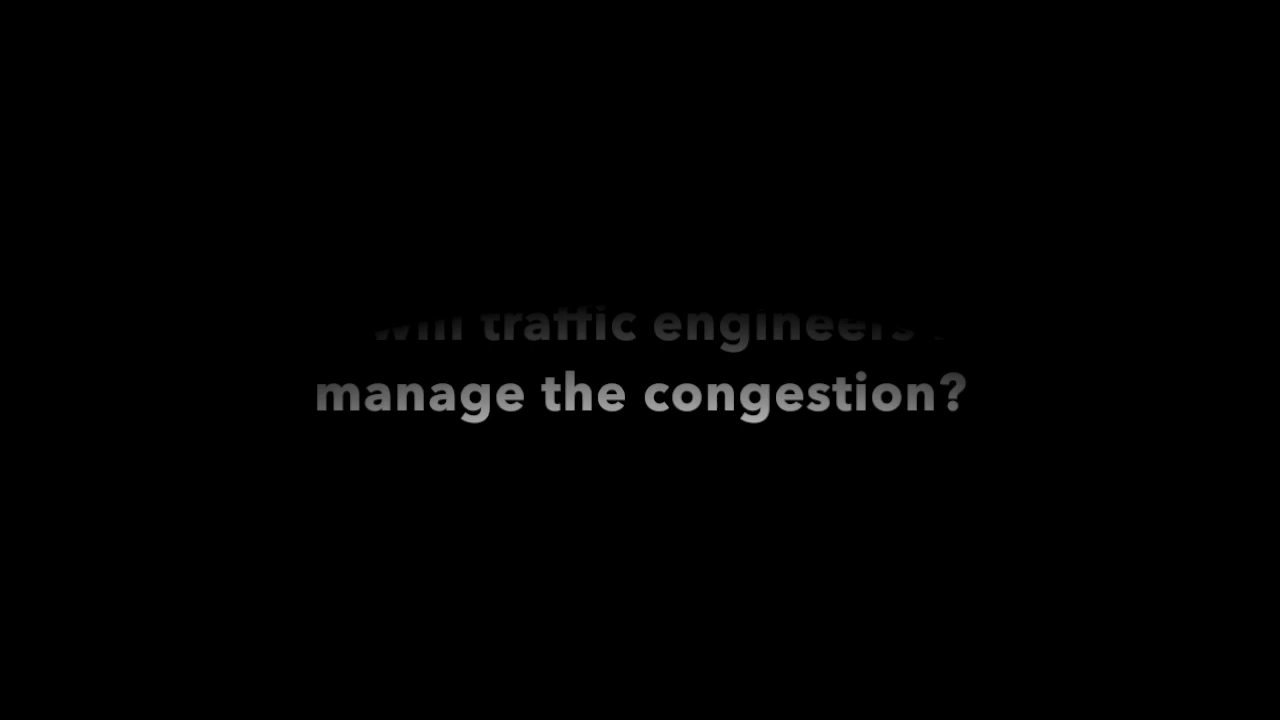 will traffic engineers
manage the congestion?